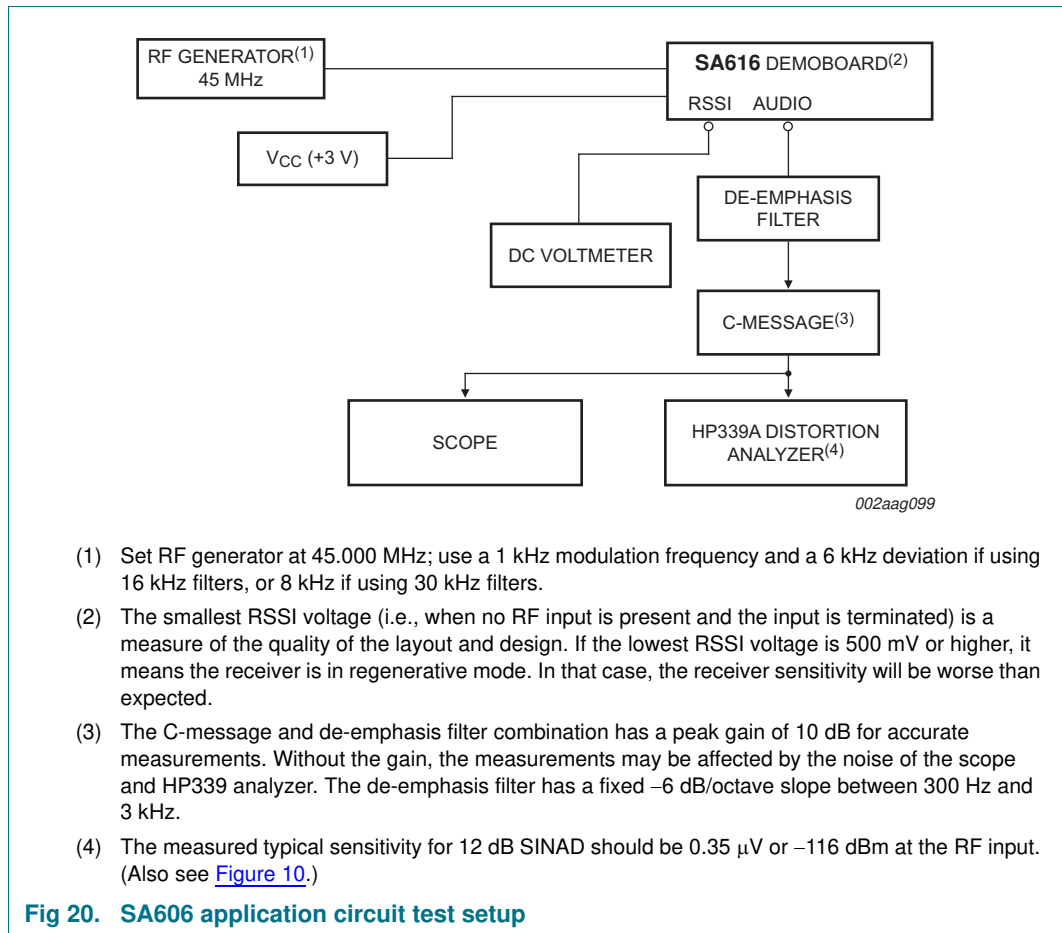 RF GENERATOR(1)
45 MHz
SA616 DEMOBOARD(2)
RSSI AUDIO
VCC (+3 V)
DE-EMPHASIS
FILTER
DC VOLTMETER
C-MESSAGE(3)
SCOPE
HP339A DISTORTION
ANALYZER(4)
002aag099
(1) Set RF generator at 45.000 MHz; use a 1 kHz modulation frequency and a 6 kHz deviation if using
16 kHz filters, or 8 kHz if using 30 kHz filters.
(2) The smallest RSSI voltage (i.e., when no RF input is present and the input is terminated) is a
measure of the quality of the layout and design. If the lowest RSSI voltage is 500 mV or higher, it
means the receiver is in regenerative mode. In that case, the receiver sensitivity will be worse than
expected.
(3) The C-message and de-emphasis filter combination has a peak gain of 10 dB for accurate
measurements. Without the gain, the measurements may be affected by the noise of the scope
and HP339 analyzer. The de-emphasis filter has a fixed −6 dB/octave slope between 300 Hz and
3 kHz.
(4) The measured typical sensitivity for 12 dB SINAD should be 0.35 μV or −116 dBm at the RF input.
(Also see Figure 10.)
Fig 20. SA606 application circuit test setup